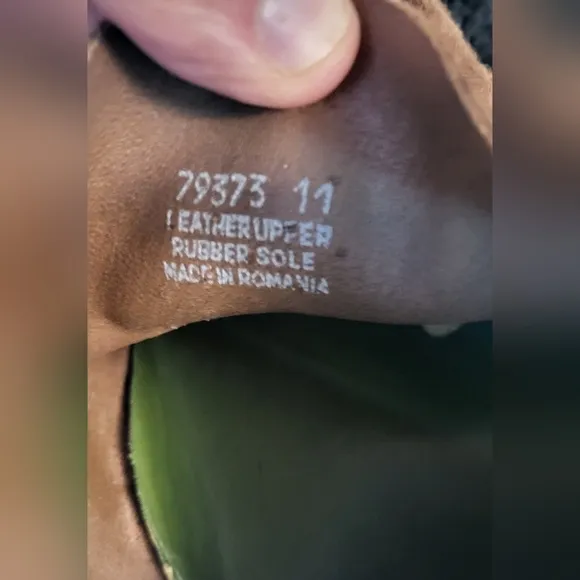 79373 11
LEATHER UPPER
RUBBER SOLE
MADE IN ROMANIA